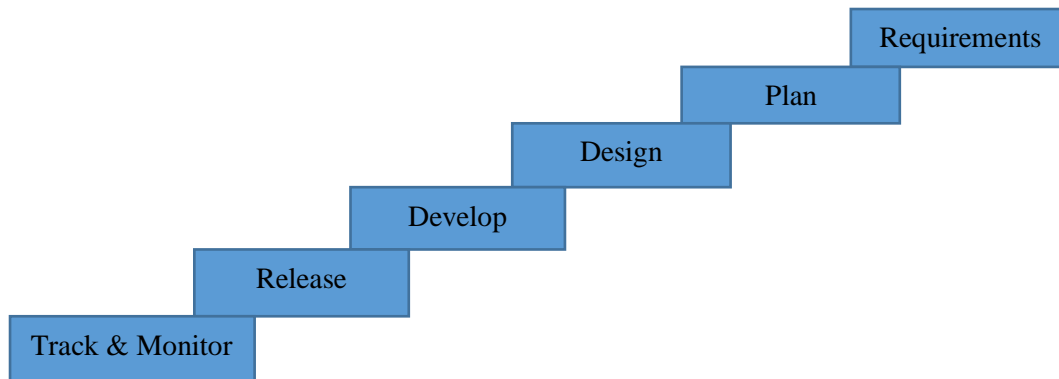 Requirements
Plan
Design
Develop
Release
Track & Monitor